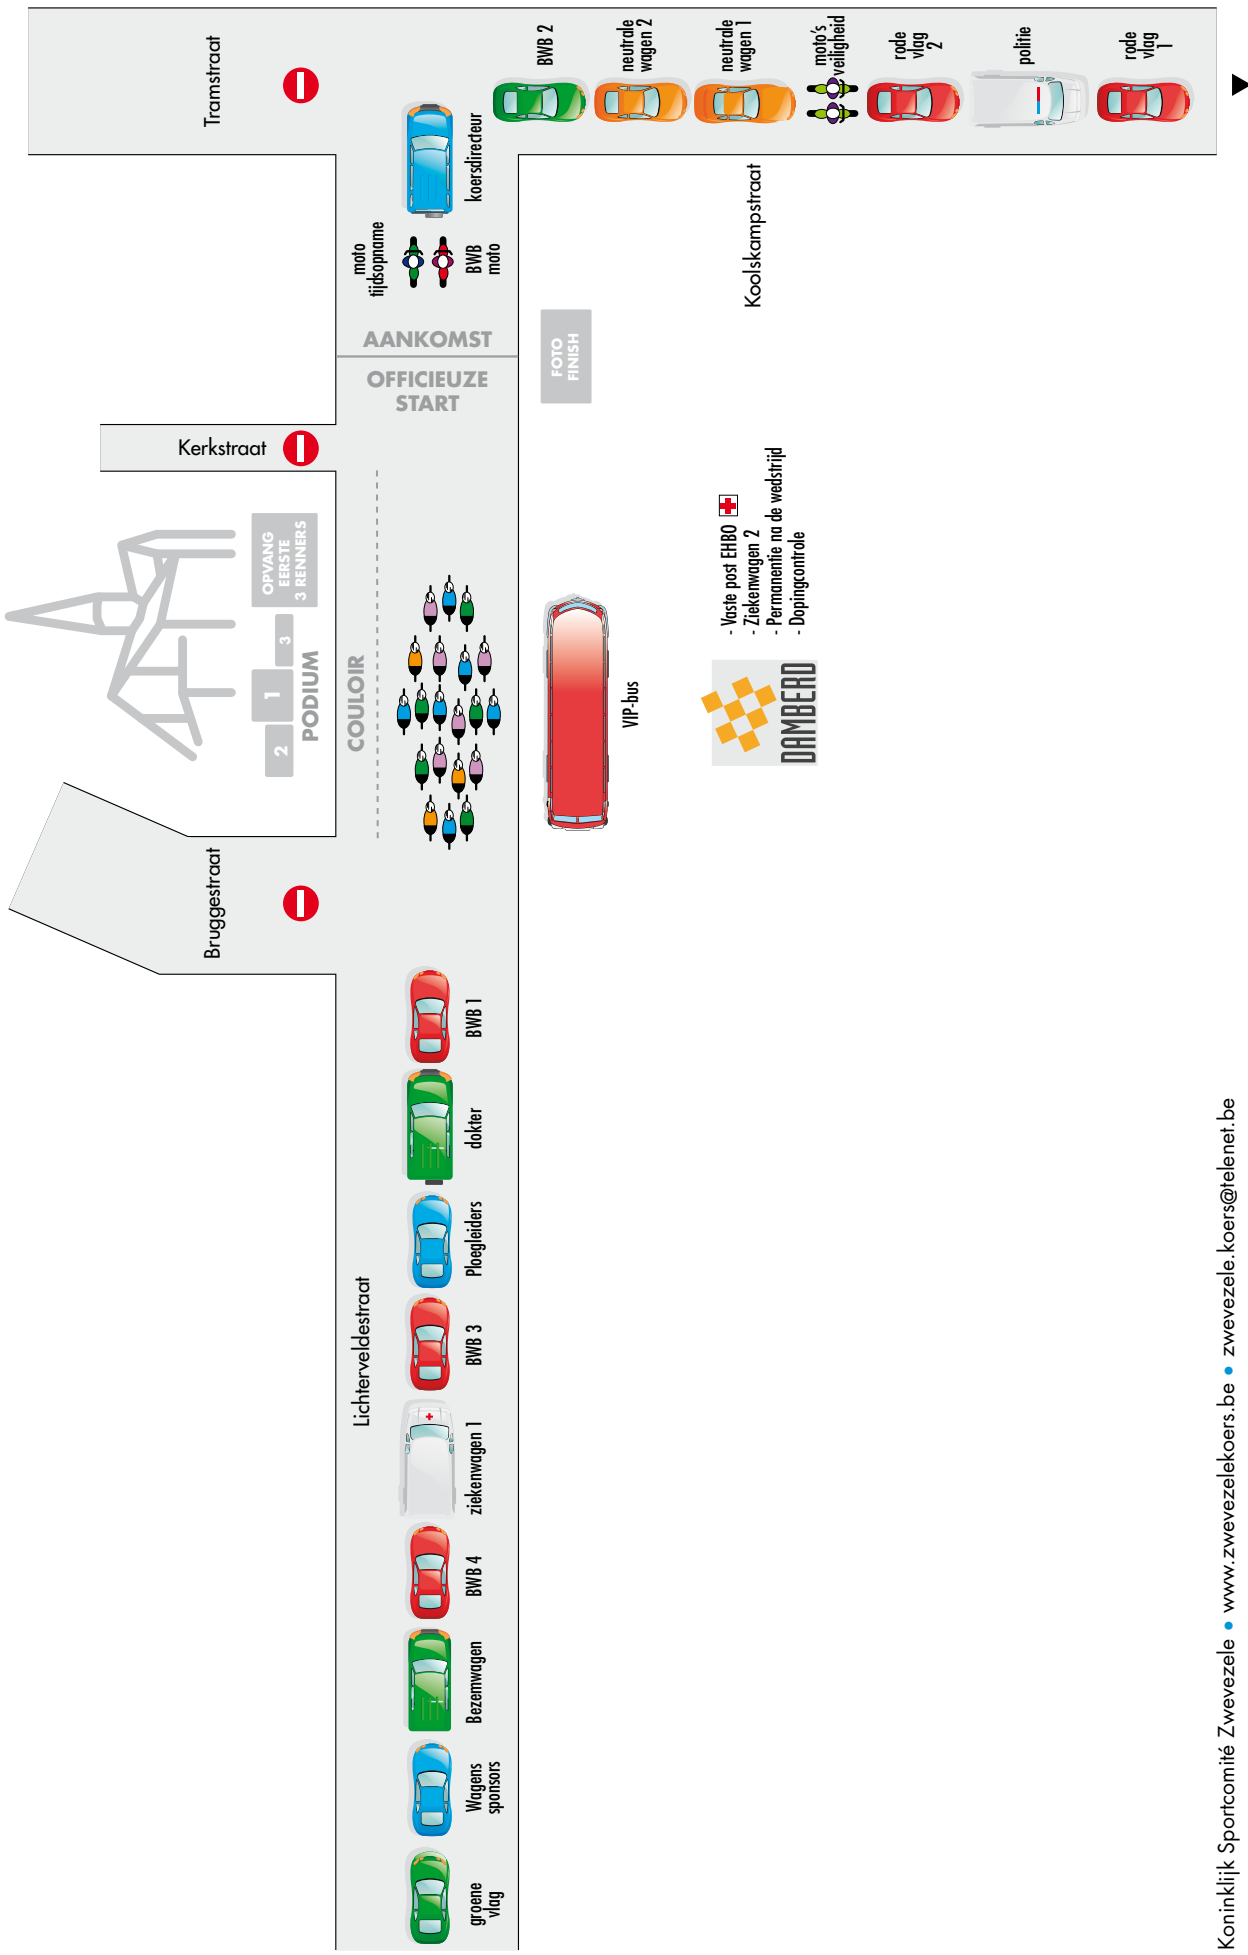 Tramstraat
BWB 2
neutrale
wagen 2
neutrale
wagen 1
moto's
veiligheid
rode
vlag
2
politie
rode
vlag
1
koersdirecteur
moto
tijdsopname
BWB
moto
Koolskampstraat
AANKOMST
OFFICIEUZE
START
FOTO
FINISH
Kerkstraat
OPVANG
EERSTE
3 RENNERS
2
1
3
PODIUM
COULOIR
VIP-bus
- Vaste post EHBO
- Ziekenwagen 2
- Permanentie na de wedstrijd
- Dopingcontrole
DAMBERD
Bruggestraat
Lichterveldestraat
BWB 1
dokter
Ploegleiders
BWB 3
ziekenwagen 1
BWB 4
Bezemwagen
Wagens
sponsors
groene
vlag
Koninklijk Sportcomité Zwevezele • www.zwevezelekoers.be • zwevezele.koers@telenet.be